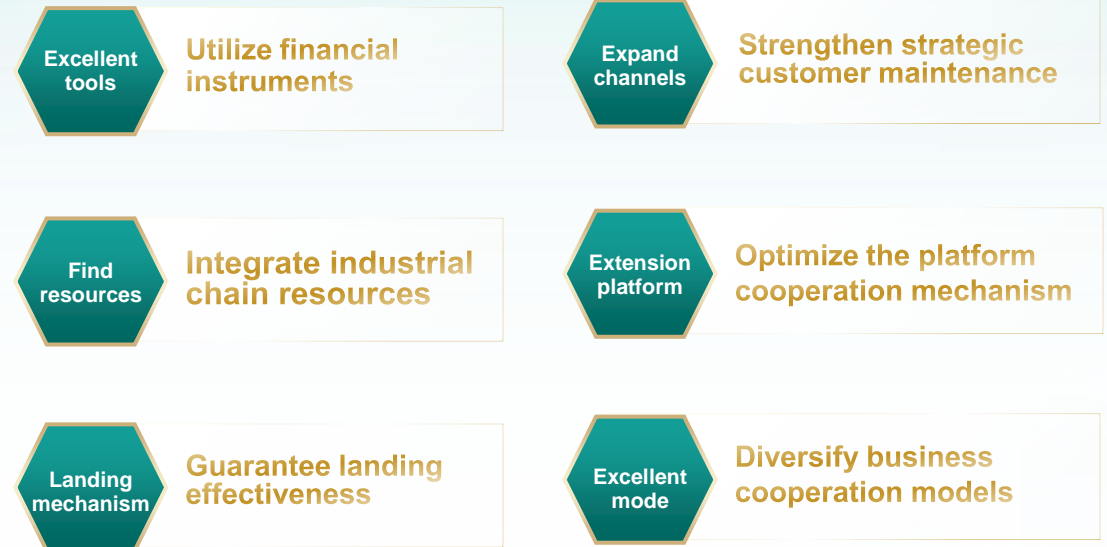 Excellent
tools
Utilize financial
instruments
Expand
channels
Strengthen strategic
customer maintenance
Find
resources
Integrate industrial
chain resources
Extension
platform
Optimize the platform
cooperation mechanism
Landing
mechanism
Guarantee landing
effectiveness
Excellent
mode
Diversify business
cooperation models